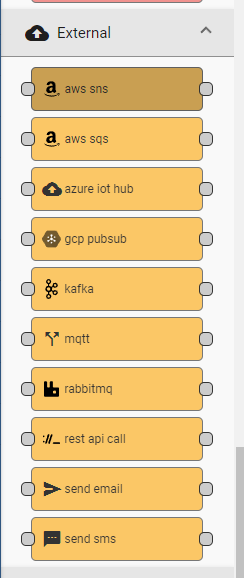 External
aws sns
aws sqs
azure iot hub
gcp pubsub
kafka
mqtt
rabbitmq
rest api call
send email
send sms